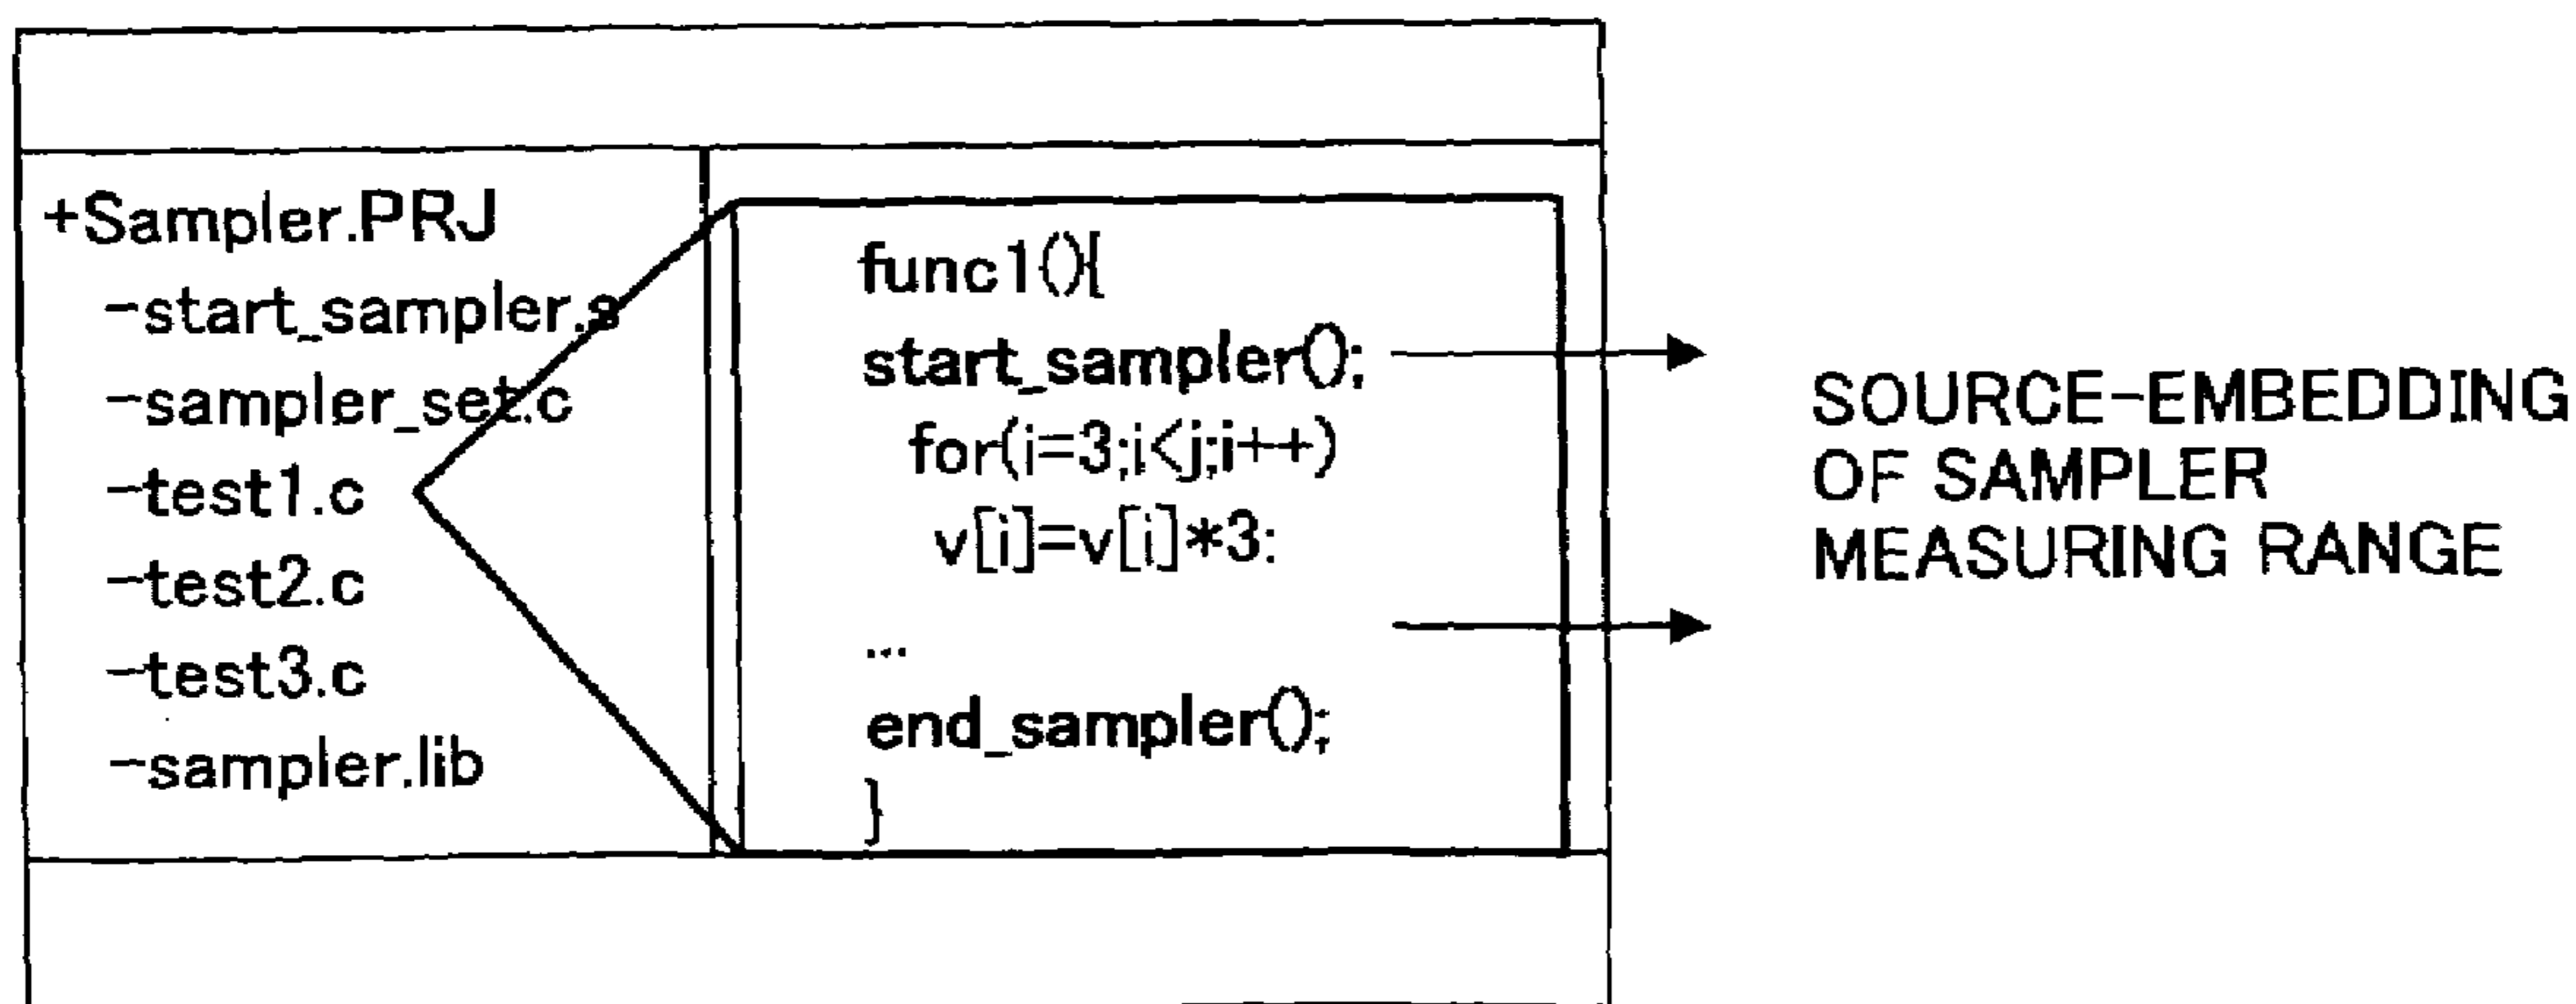 +Sampler.PRJ
-start_sampler.s
-sampler_set.c
-test1.c
-test2.c
-test3.c
-sampler.lib
func1(){
start_sampler();
for(i=3;i<j;i++)
v[i]=v[i]*3:
...
end_sampler();
}
SOURCE-EMBEDDING
OF SAMPLER
MEASURING RANGE